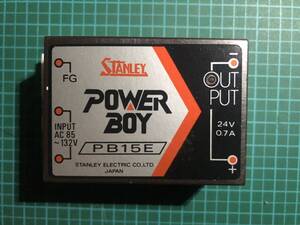 STANLEY
FG
POWER
BOY
INPUT
AC 85
~132V
PB15E
STANLEY ELECTRIC CO.,LTD.
JAPAN
−
OUT
PUT
24V
0.7A
+